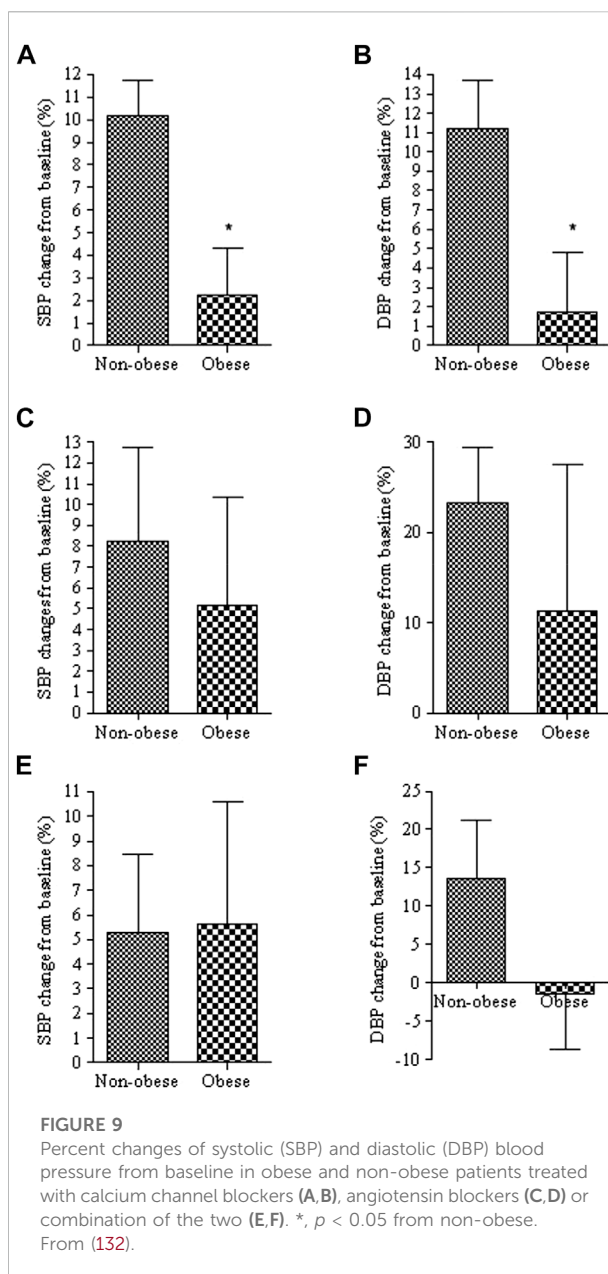 A
SBP change from baseline (%)
12
11
10
9
8
7
6
5
4
3
2
1
0
*
Non-obese Obese
B
DBP change from baseline (%)
14
13
12
11
10
9
8
7
6
5
4
3
2
1
0
*
Non-obese Obese
C
SBP changes from baseline (%)
13
12
11
10
9
8
7
6
5
4
3
2
1
0
Non-obese Obese
D
DBP change from baseline (%)
30
20
10
0
Non-obese Obese
E
SBP change from baseline (%)
11
10
9
8
7
6
5
4
3
2
1
0
Non-obese Obese
F
DBP change from baseline (%)
25
20
15
10
5
0
-5
-10
Non-obese Obese
FIGURE 9
Percent changes of systolic (SBP) and diastolic (DBP) blood
pressure from baseline in obese and non-obese patients treated
with calcium channel blockers (A,B), angiotensin blockers (C,D) or
combination of the two (E,F). *, p < 0.05 from non-obese.
From (132).